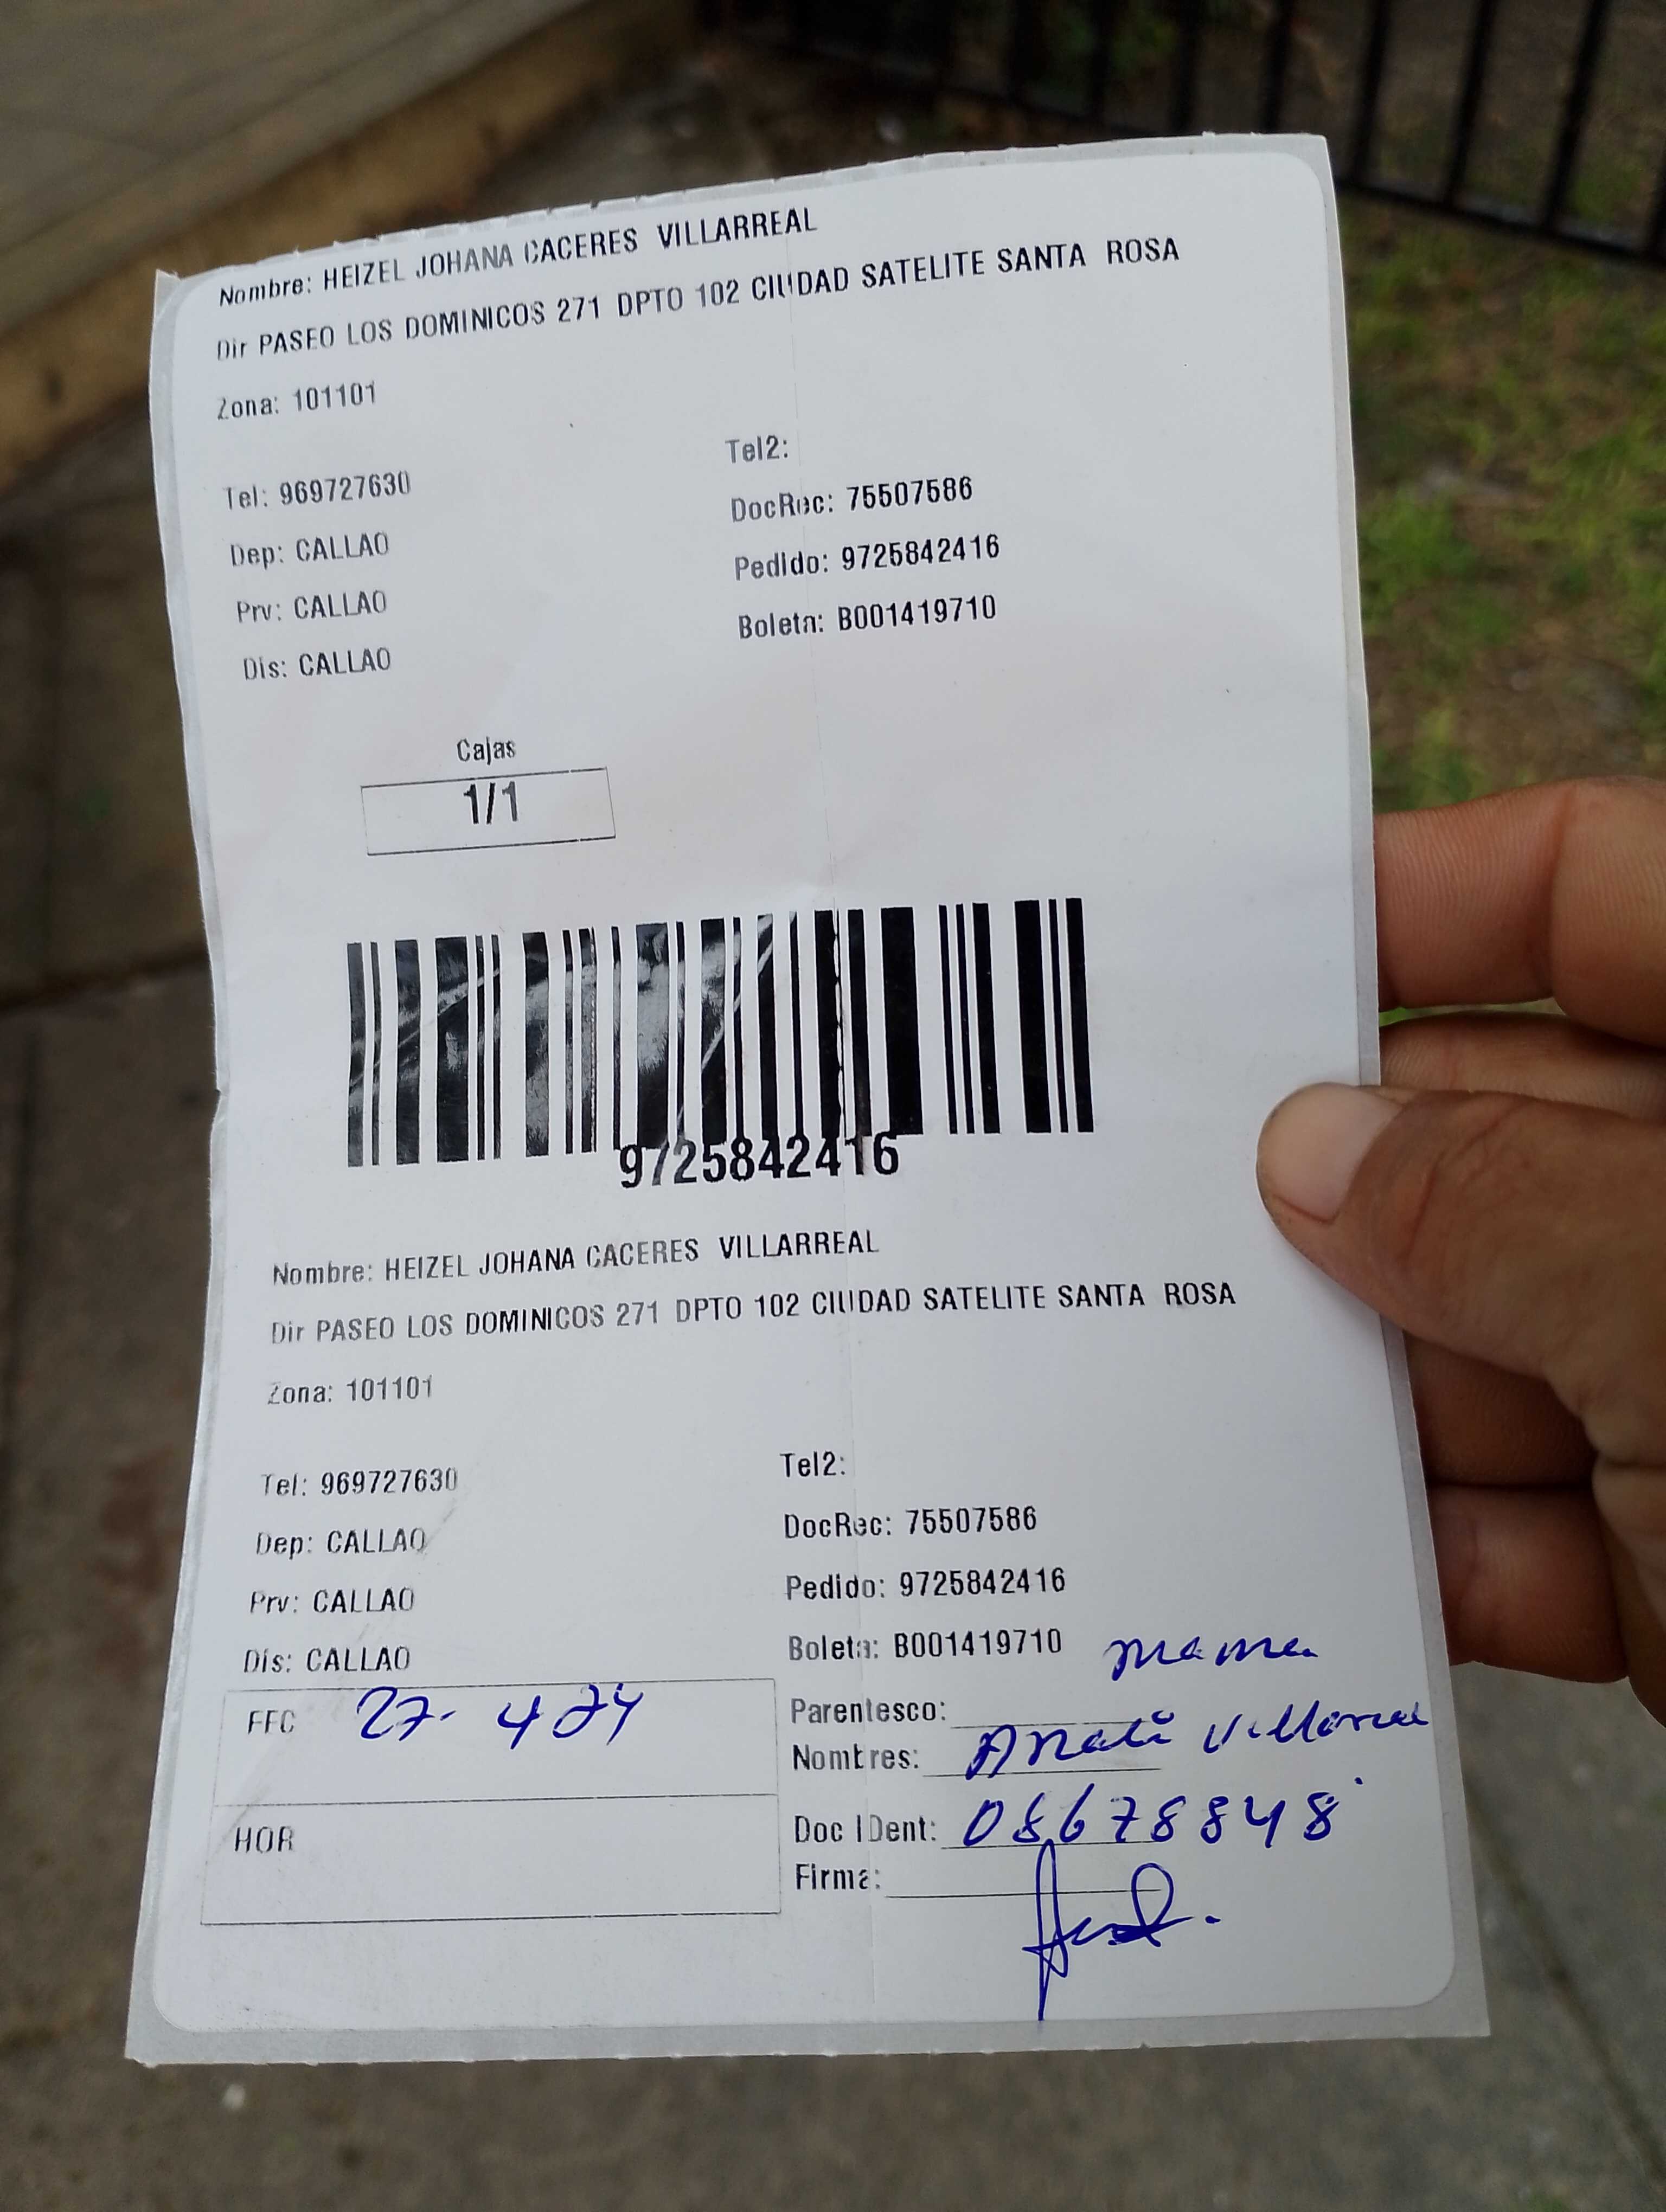 Nombre: HEIZEL JOHANA CACERES VILLARREAL
Dir PASEO LOS DOMINICOS 271 DPTO 102 CIUDAD SATELITE SANTA ROSA
Zona: 101101
Tel2:
Tel: 969727630
DocRec: 75507586
Dep: CALLAO
Pedido: 9725842416
Prv: CALLAO
Boleta: B001419710
Dis: CALLAO
Cajas
1/1
9725842416
Nombre: HEIZEL JOHANA CACERES VILLARREAL
Dir PASEO LOS DOMINICOS 271 DPTO 102 CIUDAD SATELITE SANTA ROSA
Zona: 101101
Tel2:
Tel: 969727630
DocRec: 75507586
Dep: CALLAO
Pedido: 9725842416
Prv: CALLAO
Boleta: B001419710
Dis: CALLAO
mama
Parentesco:
FEC 27-
Nombres: Villarreal
Doc IDent: 08678848
HOR
Firma: